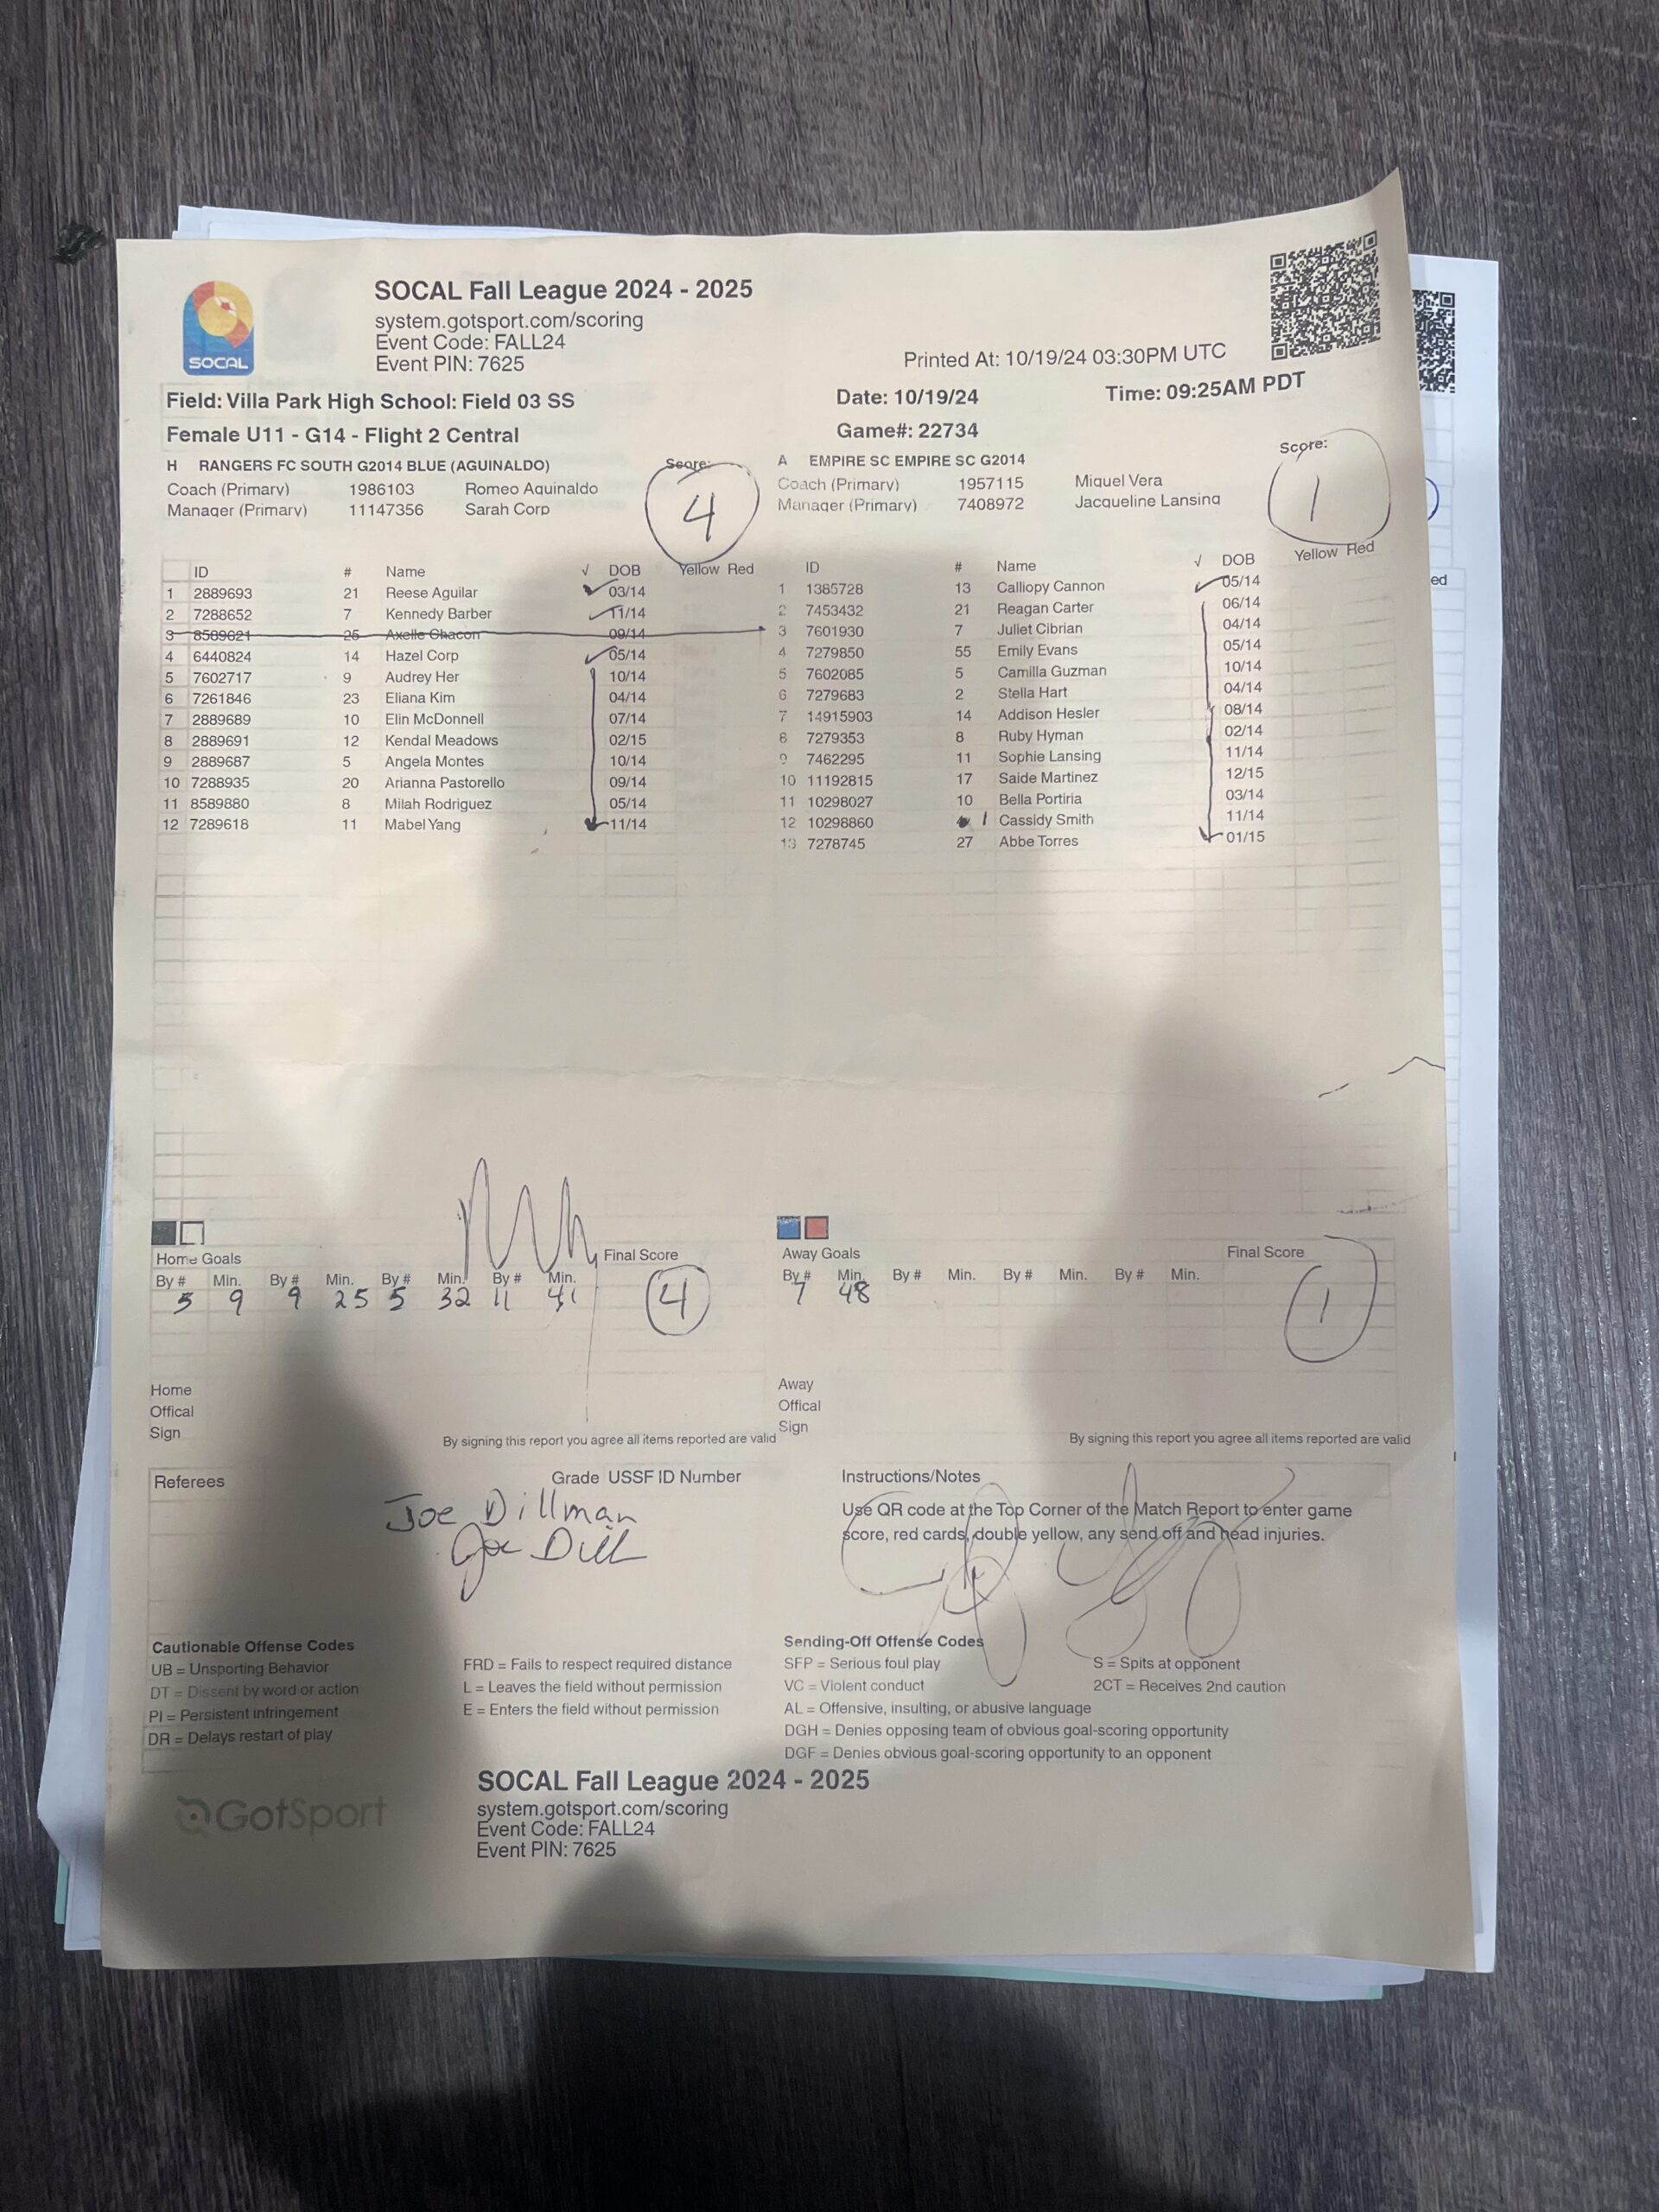 SOCAL
SOCAL Fall League 2024 - 2025
system.gotsport.com/scoring
Event Code: FALL24
Event PIN: 7625
Printed At: 10/19/24 03:30PM UTC
Field: Villa Park High School: Field 03 SS Date: 10/19/24 Time: 09:25AM PDT
Female U11 - G14 - Flight 2 Central Game#: 22734
H RANGERS FC SOUTH G2014 BLUE (AGUINALDO) Score: 4
Coach (Primary) 1986103 Romeo Aquinaldo
Manager (Primary) 11147356 Sarah Corp
A EMPIRE SC EMPIRE SC G2014 Score: 1
Coach (Primary) 1957115 Miquel Vera
Manager (Primary) 7408972 Jacqueline Lansing
ID # Name √ DOB Yellow Red
1 2889693 21 Reese Aguilar 03/14
2 7288652 7 Kennedy Barber 11/14
3 8589621 25 Axelle Chacon 09/14
4 6440824 14 Hazel Corp 05/14
5 7602717 9 Audrey Her 10/14
6 7261846 23 Eliana Kim 04/14
7 2889689 10 Elin McDonnell 07/14
8 2889691 12 Kendal Meadows 02/15
9 2889687 5 Angela Montes 10/14
10 7288935 20 Arianna Pastorello 09/14
11 8589880 8 Milah Rodriguez 05/14
12 7289618 11 Mabel Yang 11/14
ID # Name √ DOB Yellow Red
1 1385728 13 Calliopy Cannon 05/14
2 7453432 21 Reagan Carter 06/14
3 7601930 7 Juliet Cibrian 04/14
4 7279850 55 Emily Evans 05/14
5 7602085 5 Camilla Guzman 10/14
6 7279683 2 Stella Hart 04/14
7 14915903 14 Addison Hesler 08/14
8 7279353 8 Ruby Hyman 02/14
9 7462295 11 Sophie Lansing 11/14
10 11192815 17 Saide Martinez 12/15
11 10298027 10 Bella Portiria 03/14
12 10298860 1 Cassidy Smith 11/14
13 7278745 27 Abbe Torres 01/15
ed
Home Goals Final Score
By # Min. By # Min. By # Min. By # Min.
5 9 9 25 5 32 11 41 4
Away Goals Final Score
By # Min. By # Min. By # Min. By # Min.
7 48 1
Home
Offical
Sign
By signing this report you agree all items reported are valid
Away
Offical
Sign
By signing this report you agree all items reported are valid
Referees Grade USSF ID Number
Joe Dillman
Joe Dill
Instructions/Notes
Use QR code at the Top Corner of the Match Report to enter game
score, red cards, double yellow, any send off and head injuries.
Cautionable Offense Codes
UB = Unsporting Behavior
DT = Dissent by word or action
PI = Persistent infringement
DR = Delays restart of play
FRD = Fails to respect required distance
L = Leaves the field without permission
E = Enters the field without permission
Sending-Off Offense Codes
SFP = Serious foul play
VC = Violent conduct
AL = Offensive, insulting, or abusive language
DGH = Denies opposing team of obvious goal-scoring opportunity
DGF = Denies obvious goal-scoring opportunity to an opponent
S = Spits at opponent
2CT = Receives 2nd caution
GotSport
SOCAL Fall League 2024 - 2025
system.gotsport.com/scoring
Event Code: FALL24
Event PIN: 7625